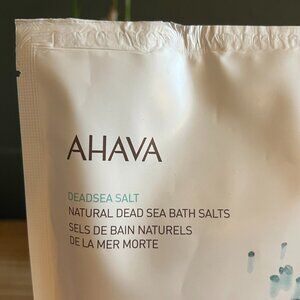 AHAVA
DEADSEA SALT
NATURAL DEAD SEA BATH SALTS
SELS DE BAIN NATURELS
DE LA MER MORTE